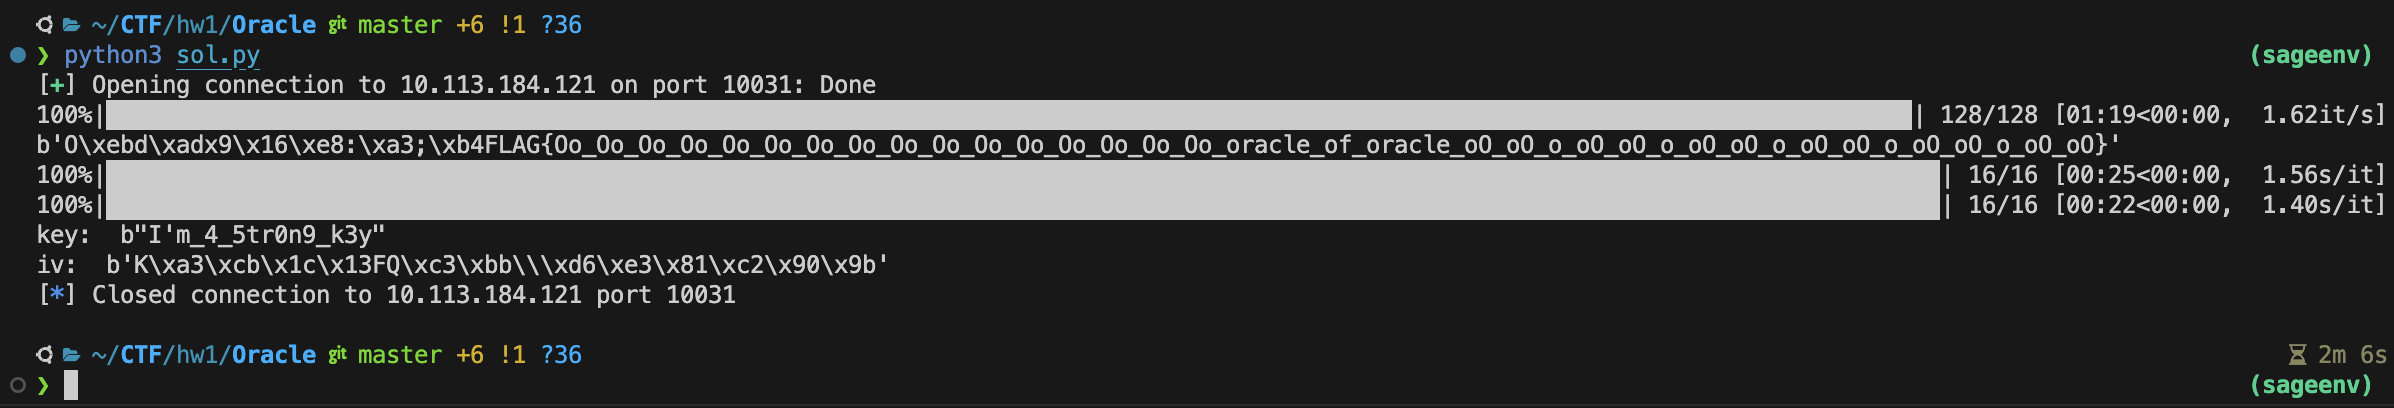 ~/CTF/hw1/Oracle git master +6 !1 ?36
❯ python3 sol.py (sageenv)
[+] Opening connection to 10.113.184.121 on port 10031: Done
100%|| 128/128 [01:19<00:00, 1.62it/s]
b'O\xebd\xadx9\x16\xe8:\xa3;\xb4FLAG{Oo_Oo_Oo_Oo_Oo_Oo_Oo_Oo_Oo_Oo_Oo_Oo_Oo_Oo_Oo_Oo_oracle_of_oracle_oO_oO_o_oO_oO_o_oO_oO_o_oO_oO_o_oO_oO_o_oO_oO}'
100%|| 16/16 [00:25<00:00, 1.56s/it]
100%|| 16/16 [00:22<00:00, 1.40s/it]
key:  b"I'm_4_5tr0n9_k3y"
iv:  b'K\xa3\xcb\x1c\x13FQ\xc3\xbb\\\xd6\xe3\x81\xc2\x90\x9b'
[*] Closed connection to 10.113.184.121 port 10031
~/CTF/hw1/Oracle git master +6 !1 ?36 2m 6s
❯ (sageenv)